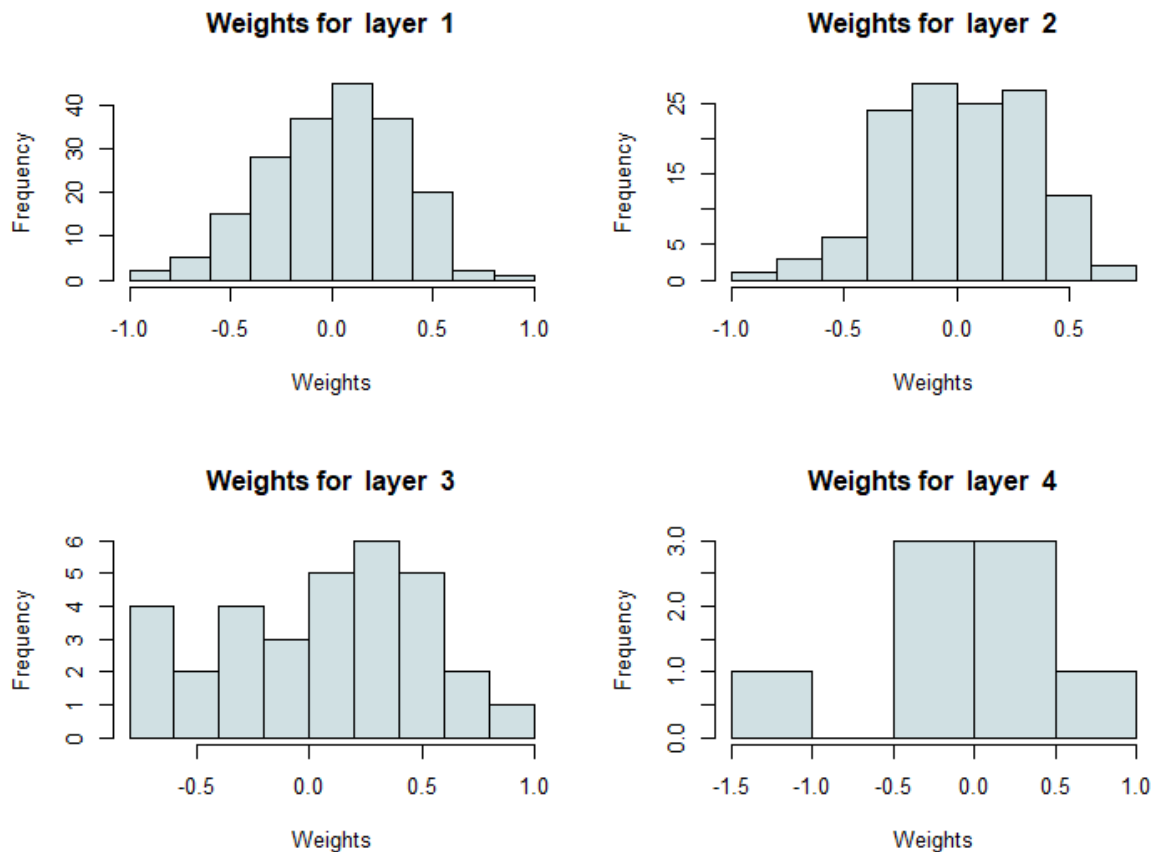 Weights for layer 1
Frequency
0 10 20 30 40
-1.0 -0.5 0.0 0.5 1.0
Weights
Weights for layer 2
Frequency
0 5 15 25
-1.0 -0.5 0.0 0.5
Weights
Weights for layer 3
Frequency
0 1 2 3 4 5 6
-0.5 0.0 0.5 1.0
Weights
Weights for layer 4
Frequency
0.0 1.0 2.0 3.0
-1.5 -1.0 -0.5 0.0 0.5 1.0
Weights